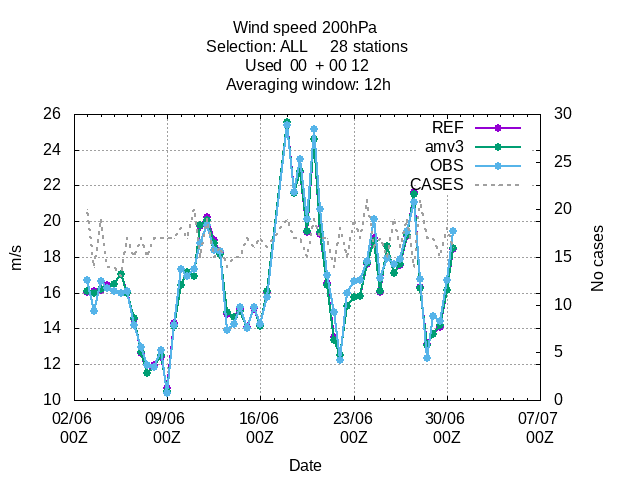 Wind speed 200hPa
Selection: ALL 28 stations
Used 00 + 00 12
Averaging window: 12h
26
24
22
20
18
16
14
12
10
30
25
20
15
10
5
0
REF
amv3
OBS
CASES
m/s
No cases
02/06 09/06 16/06 23/06 30/06 07/07
00Z 00Z 00Z 00Z 00Z 00Z
Date